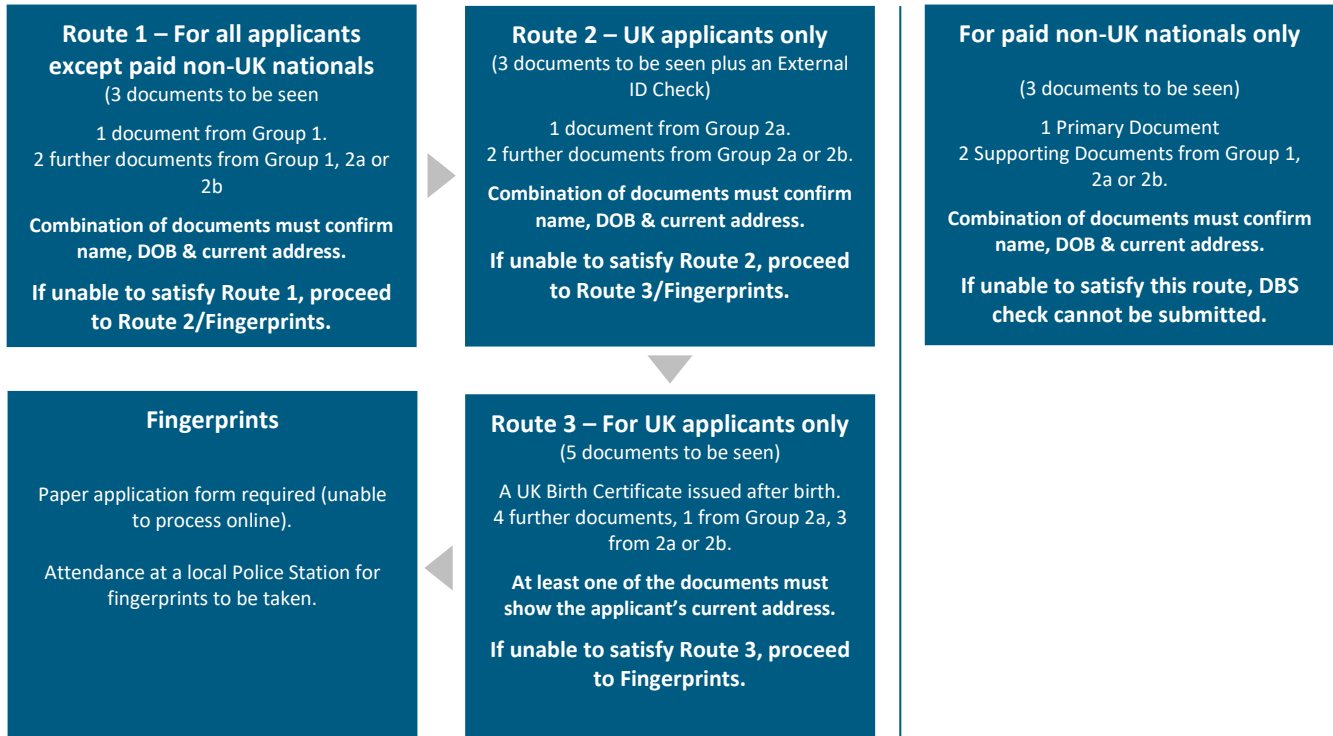 Route 1 – For all applicants
except paid non-UK nationals
(3 documents to be seen
1 document from Group 1.
2 further documents from Group 1, 2a or
2b
Combination of documents must confirm
name, DOB & current address.
If unable to satisfy Route 1, proceed
to Route 2/Fingerprints.
Route 2 – UK applicants only
(3 documents to be seen plus an External
ID Check)
1 document from Group 2a.
2 further documents from Group 2a or 2b.
Combination of documents must confirm
name, DOB & current address.
If unable to satisfy Route 2, proceed
to Route 3/Fingerprints.
For paid non-UK nationals only
(3 documents to be seen)
1 Primary Document
2 Supporting Documents from Group 1,
2a or 2b.
Combination of documents must confirm
name, DOB & current address.
If unable to satisfy this route, DBS
check cannot be submitted.
Fingerprints
Paper application form required (unable
to process online).
Attendance at a local Police Station for
fingerprints to be taken.
Route 3 – For UK applicants only
(5 documents to be seen)
A UK Birth Certificate issued after birth.
4 further documents, 1 from Group 2a, 3
from 2a or 2b.
At least one of the documents must
show the applicant’s current address.
If unable to satisfy Route 3, proceed
to Fingerprints.